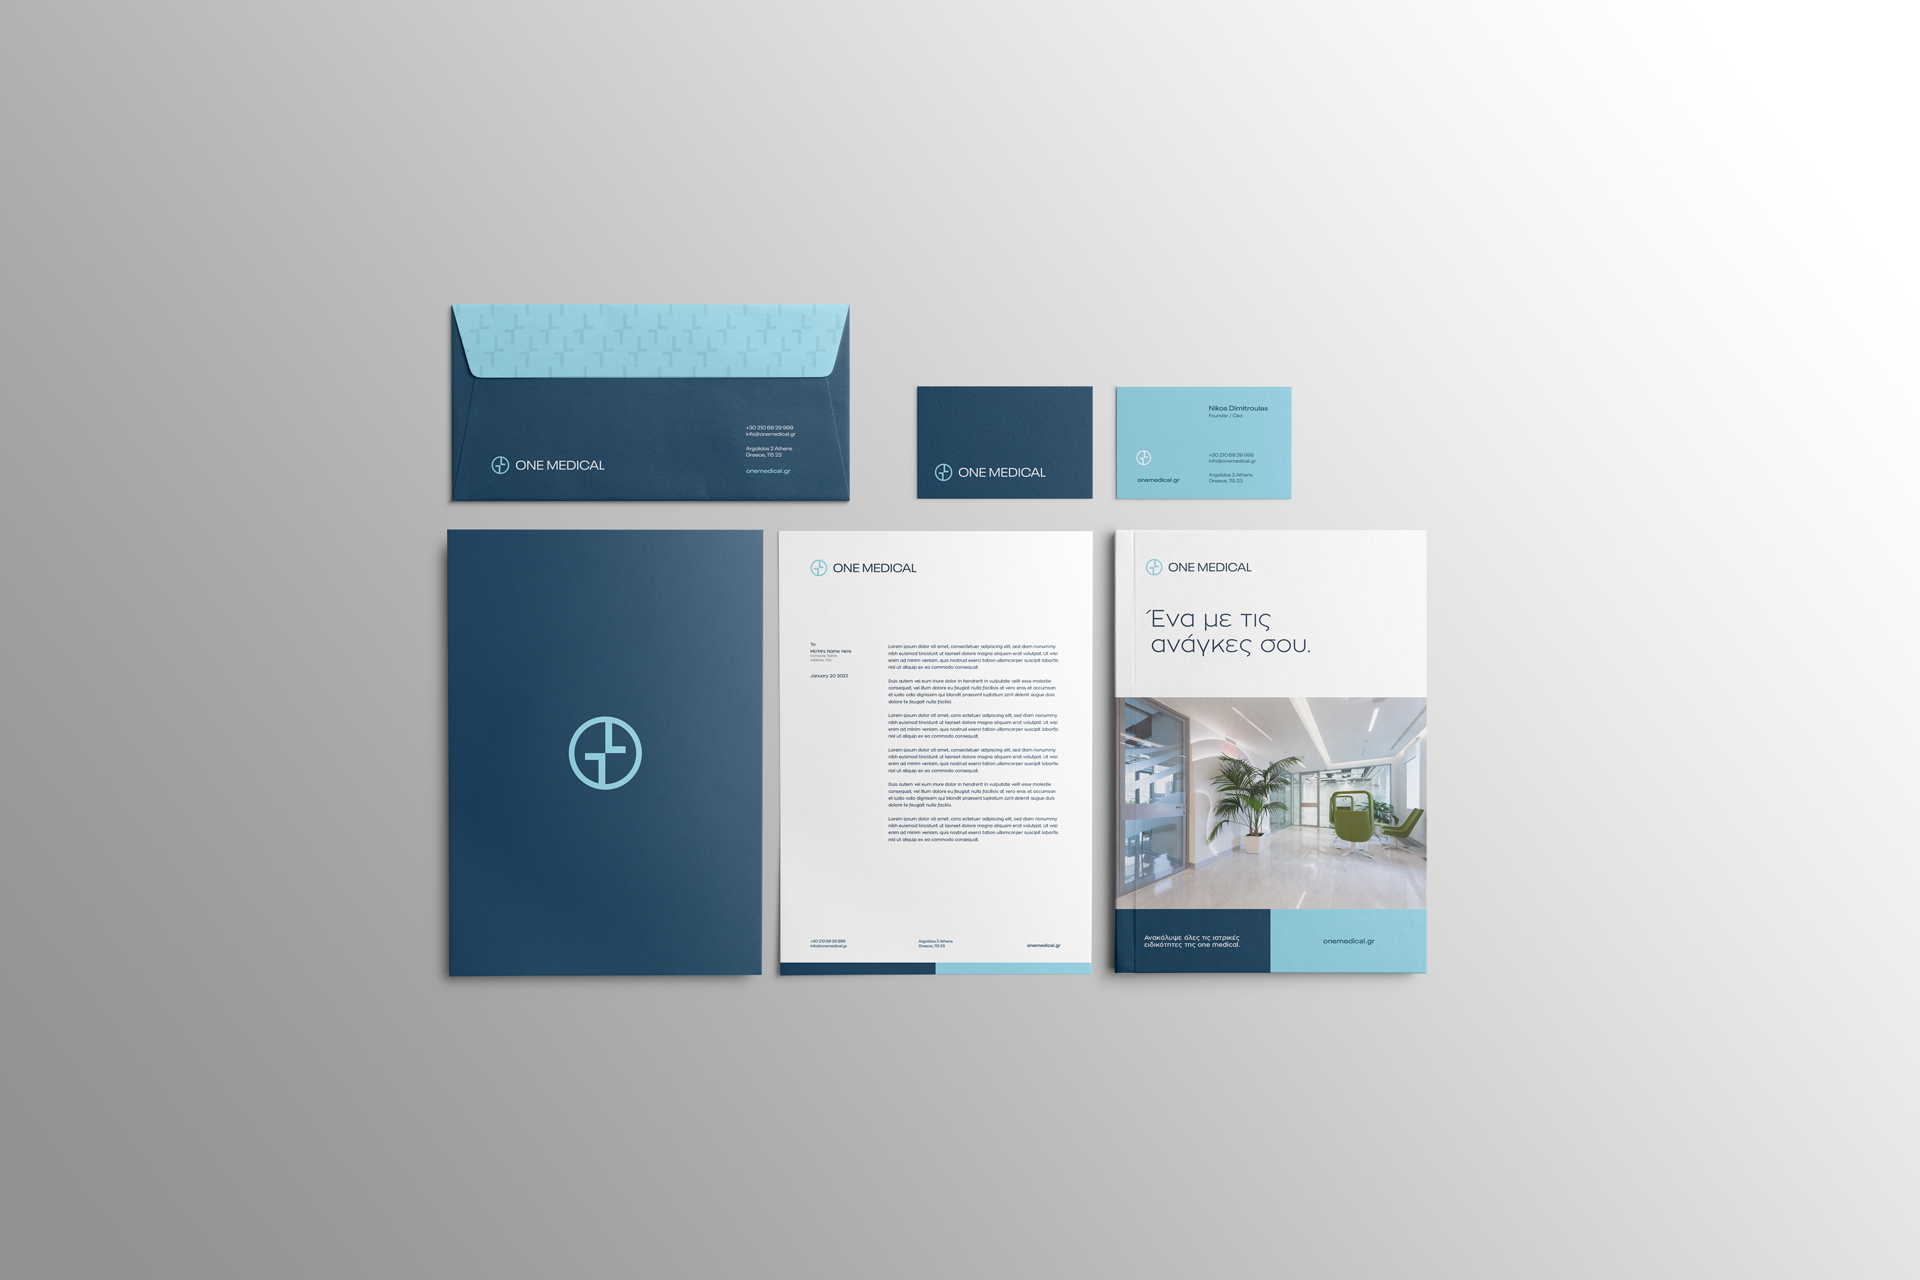 +30 210 69 29 999
info@onemedical.gr
Argolidos 2 Athens
Greece, 115 23
onemedical.gr
ONE MEDICAL
ONE MEDICAL
Nikos Dimitroulas
Founder / Ceo
+30 210 69 29 999
info@onemedical.gr
Argolidos 2 Athens
Greece, 115 23
onemedical.gr
ONE MEDICAL
To
Mr/Mrs Name Here
Company Name
Address, City
January 20 2023
Lorem ipsum dolor sit amet, consectetuer adipiscing elit, sed diam nonummy
nibh euismod tincidunt ut laoreet dolore magna aliquam erat volutpat. Ut wisi
enim ad minim veniam, quis nostrud exerci tation ullamcorper suscipit lobortis
nisl ut aliquip ex ea commodo consequat.
Duis autem vel eum iriure dolor in hendrerit in vulputate velit esse molestie
consequat, vel illum dolore eu feugiat nulla facilisis at vero eros et accumsan
et iusto odio dignissim qui blandit praesent luptatum zzril delenit augue duis
dolore te feugait nulla facilisi.
Lorem ipsum dolor sit amet, cons ectetuer adipiscing elit, sed diam nonummy
nibh euismod tincidunt ut laoreet dolore magna aliquam erat volutpat. Ut wisi
enim ad minim veniam, quis nostrud exerci tation ullamcorper suscipit lobortis
nisl ut aliquip ex ea commodo consequat.
Lorem ipsum dolor sit amet, consectetuer adipiscing elit, sed diam nonummy
nibh euismod tincidunt ut laoreet dolore magna aliquam erat volutpat. Ut wisi
enim ad minim veniam, quis nostrud exerci tation ullamcorper suscipit lobortis
nisl ut aliquip ex ea commodo consequat.
Duis autem vel eum iriure dolor in hendrerit in vulputate velit esse molestie
consequat, vel illum dolore eu feugiat nulla facilisis at vero eros et accumsan
et iusto odio dignissim qui blandit praesent luptatum zzril delenit augue duis
dolore te feugait nulla facilisi.
Lorem ipsum dolor sit amet, cons ectetuer adipiscing elit, sed diam nonummy
nibh euismod tincidunt ut laoreet dolore magna aliquam erat volutpat. Ut wisi
enim ad minim veniam, quis nostrud exerci tation ullamcorper suscipit lobortis
nisl ut aliquip ex ea commodo consequat.
+30 210 69 29 999
info@onemedical.gr
Argolidos 2 Athens
Greece, 115 23
onemedical.gr
ONE MEDICAL
Ένα με τις
ανάγκες σου.
Ανακάλυψε όλες τις ιατρικές
ειδικότητες της one medical.
onemedical.gr